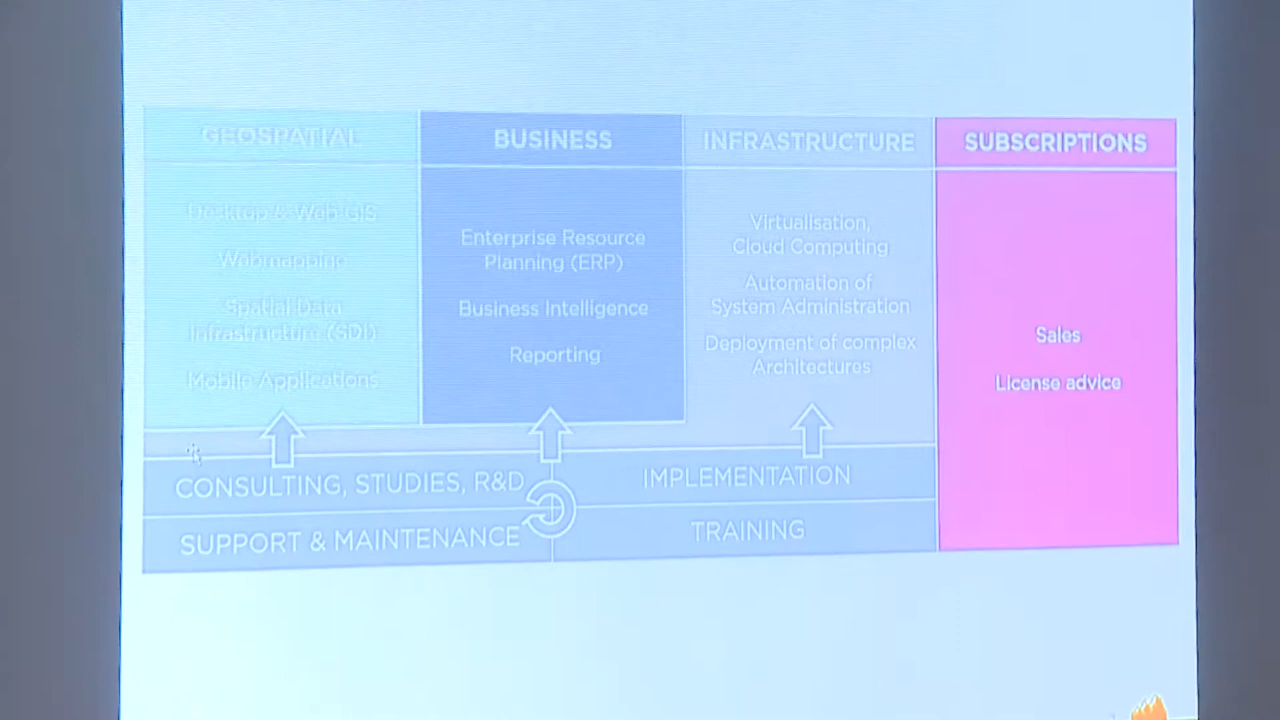 GEOSPATIAL
BUSINESS
INFRASTRUCTURE
SUBSCRIPTIONS
Desktop & Web GIS
Webmapping
Spatial Data
Infrastructure (SDI)
Mobile Applications
Enterprise Resource
Planning (ERP)
Business Intelligence
Reporting
Virtualisation,
Cloud Computing
Automation of
System Administration
Deployment of complex
Architectures
Sales
License advice
CONSULTING, STUDIES, R&D
IMPLEMENTATION
SUPPORT & MAINTENANCE
TRAINING